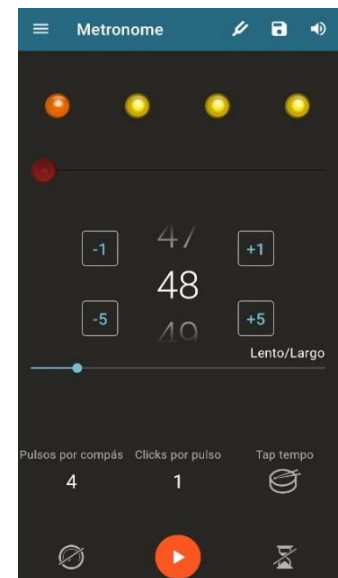 Metronome
47
-1 +1
48
-5 +5
49
Lento/Largo
Pulsos por compás Clicks por pulso Tap tempo
4 1